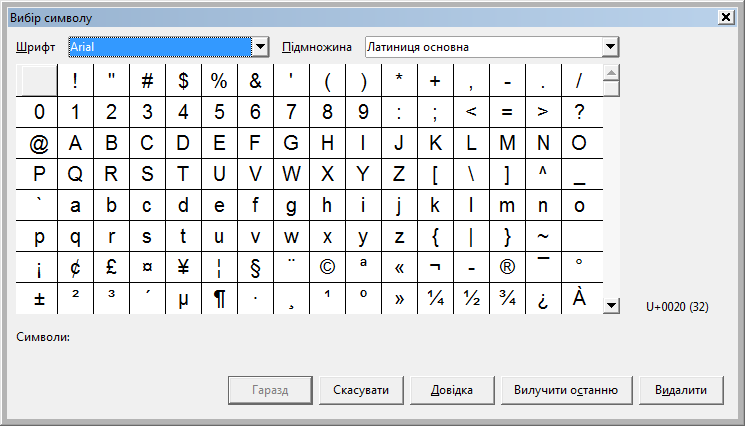 Вибір символу
Шрифт Arial Підмножина Латиниця основна
! " # $ % & ' ( ) * + , - . /
0 1 2 3 4 5 6 7 8 9 : ; < = > ?
@ A B C D E F G H I J K L M N O
P Q R S T U V W X Y Z [ \ ] ^ _
` a b c d e f g h i j k l m n o
p q r s t u v w x y z { | } ~
¡ ¢ £ ¤ ¥ ¦ § ¨ © ª « ¬ - ® ¯ °
± ² ³ ´ µ ¶ · ¸ ¹ º » ¼ ½ ¾ ¿ À
U+0020 (32)
Символи:
Гаразд Скасувати Довідка Вилучити останню Видалити